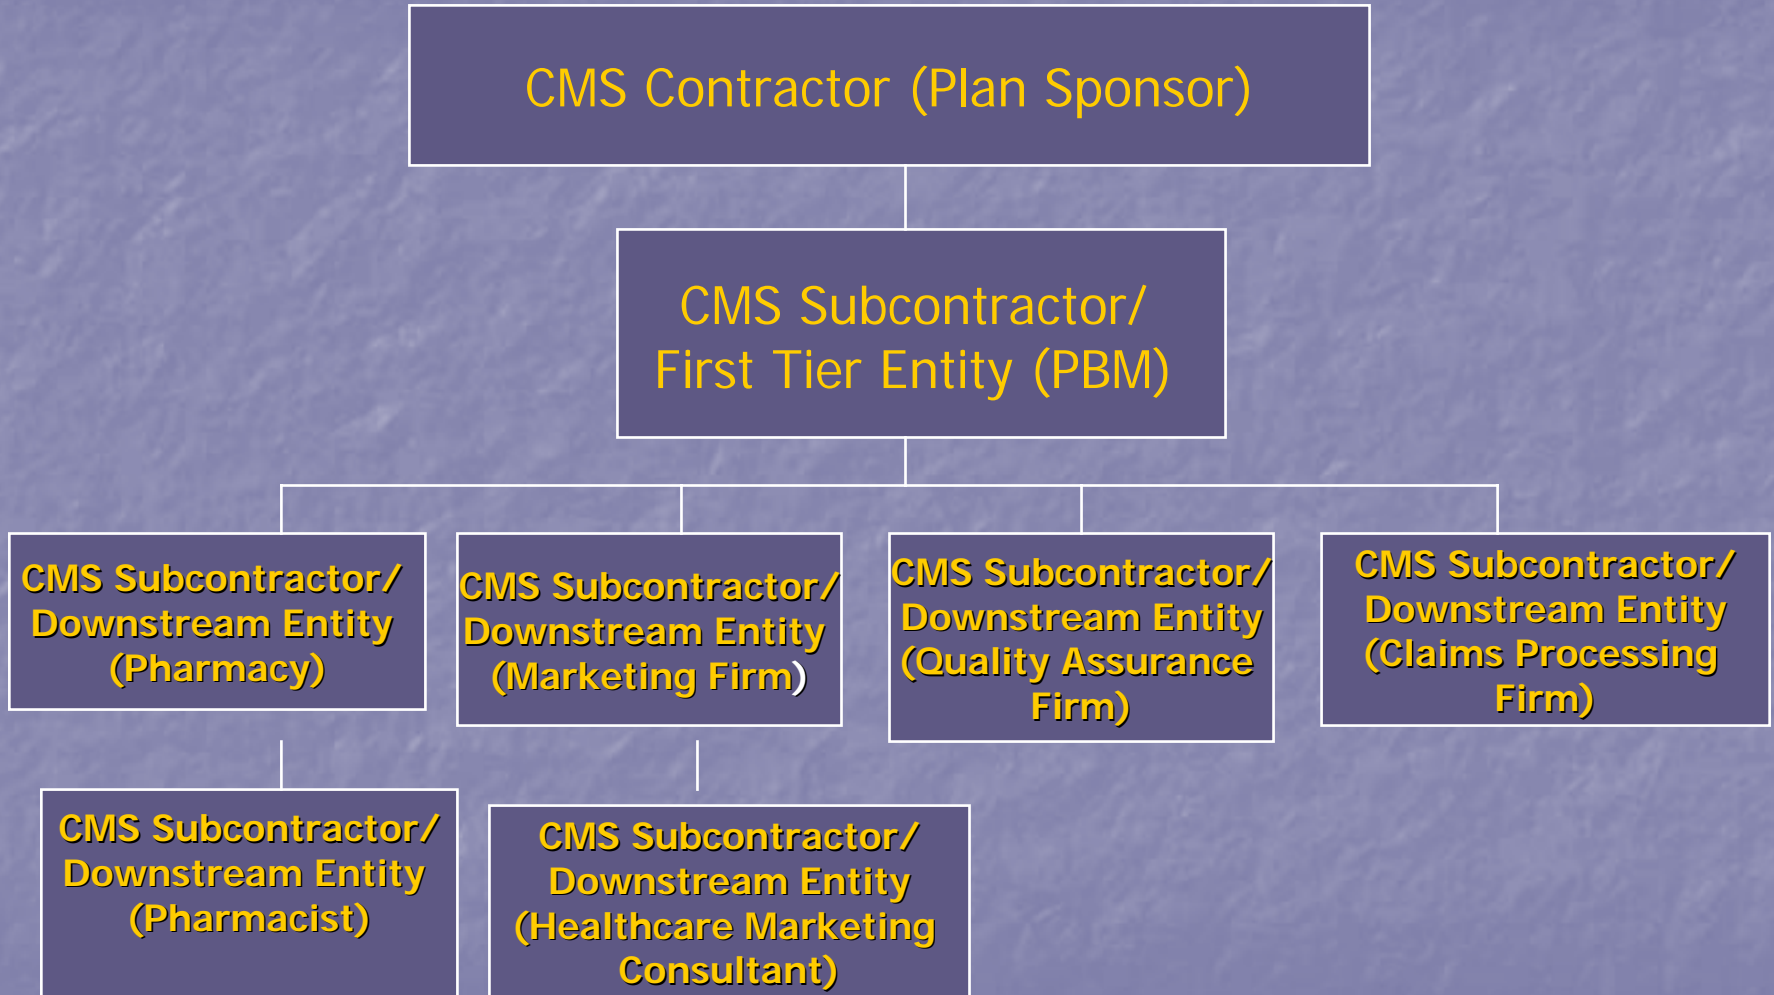 CMS Contractor (Plan Sponsor)
CMS Subcontractor/
First Tier Entity (PBM)
CMS Subcontractor/
Downstream Entity
(Pharmacy)
CMS Subcontractor/
Downstream Entity
(Marketing Firm)
CMS Subcontractor/
Downstream Entity
(Quality Assurance
Firm)
CMS Subcontractor/
Downstream Entity
(Claims Processing
Firm)
CMS Subcontractor/
Downstream Entity
(Pharmacist)
CMS Subcontractor/
Downstream Entity
(Healthcare Marketing
Consultant)